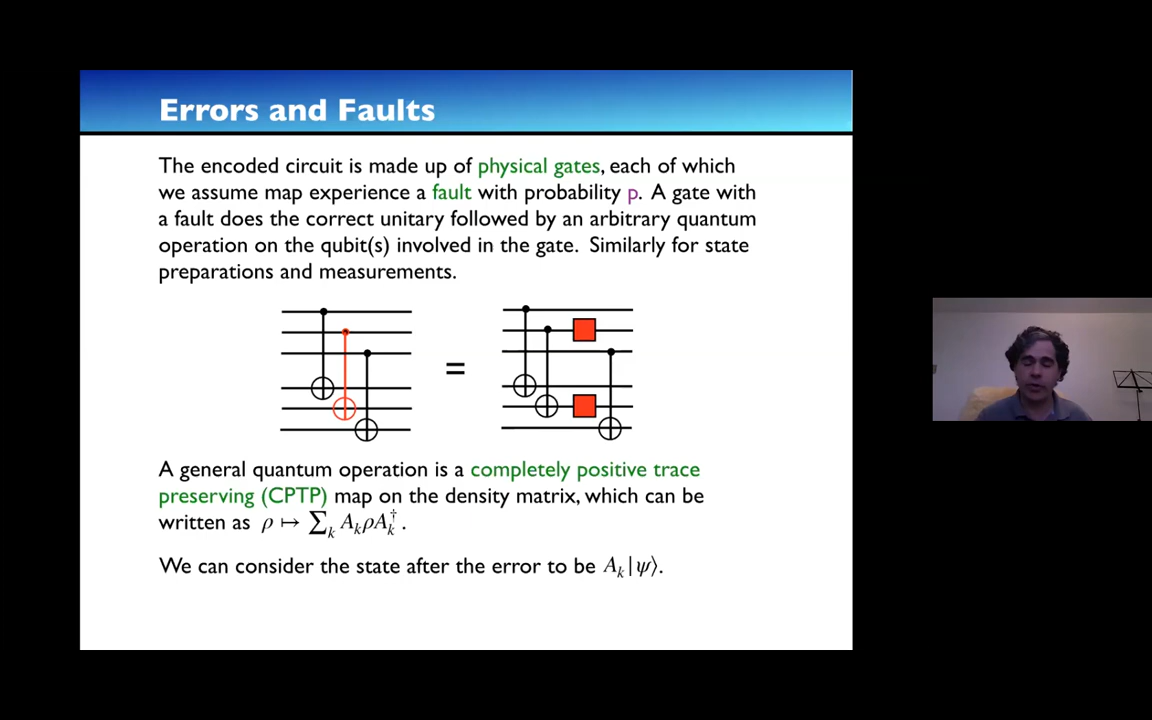 Errors and Faults
The encoded circuit is made up of physical gates, each of which
we assume map experience a fault with probability p. A gate with
a fault does the correct unitary followed by an arbitrary quantum
operation on the qubit(s) involved in the gate. Similarly for state
preparations and measurements.
=
A general quantum operation is a completely positive trace
preserving (CPTP) map on the density matrix, which can be
written as ρ ↦ ∑ₖ AₖρAₖ† .
We can consider the state after the error to be Aₖ|ψ⟩.